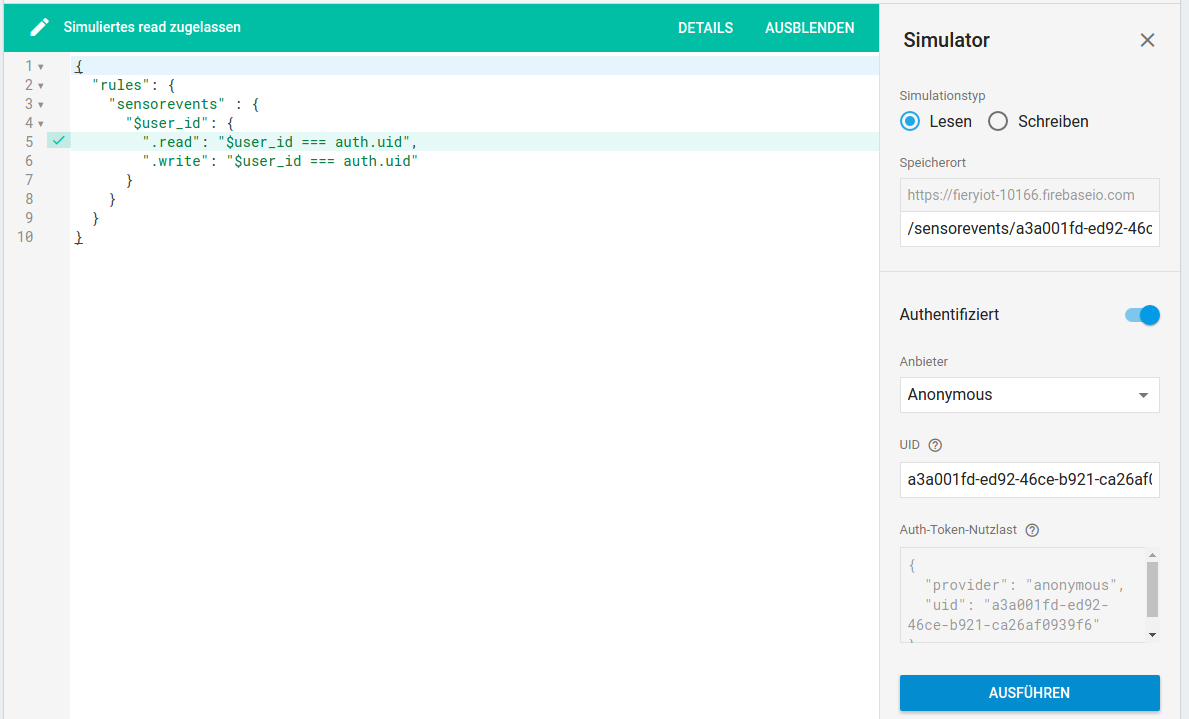 Simuliertes read zugelassen
DETAILS
AUSBLENDEN
1 {
2 "rules": {
3 "sensorevents" : {
4 "$user_id": {
5 ".read": "$user_id === auth.uid",
6 ".write": "$user_id === auth.uid"
7 }
8 }
9 }
10 }
Simulator
Simulationstyp
Lesen Schreiben
Speicherort
https://fieryiot-10166.firebaseio.com
/sensorevents/a3a001fd-ed92-46c
Authentifiziert
Anbieter
Anonymous
UID ?
a3a001fd-ed92-46ce-b921-ca26af0
Auth-Token-Nutzlast ?
{
"provider": "anonymous",
"uid": "a3a001fd-ed92-
46ce-b921-ca26af0939f6"
}
AUSFÜHREN